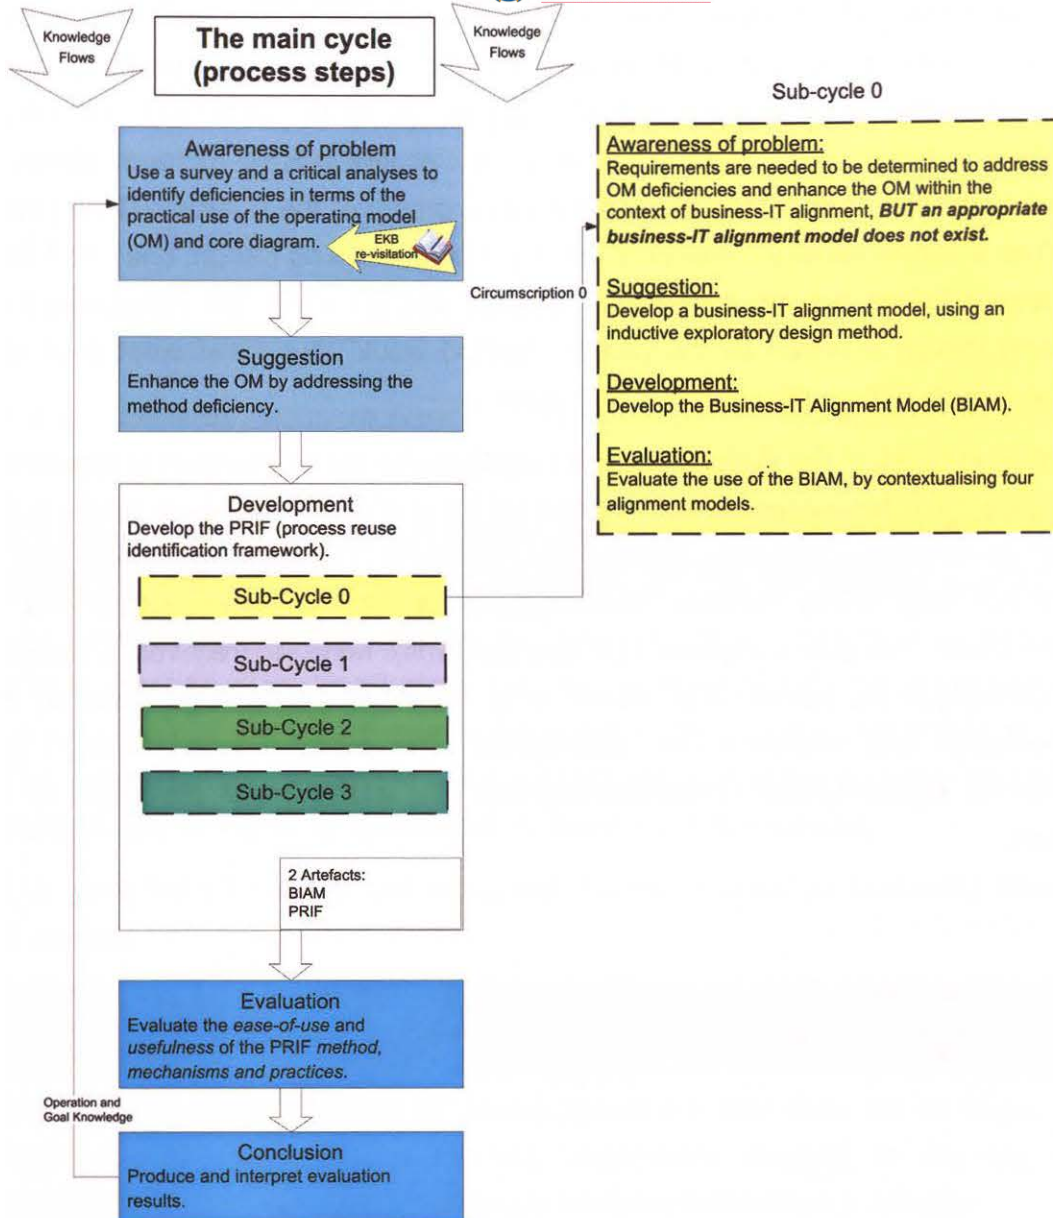 Knowledge
Flows
The main cycle
(process steps)
Knowledge
Flows
Awareness of problem
Use a survey and a critical analyses to
identify deficiencies in terms of the
practical use of the operating model
(OM) and core diagram.
EKB
re-visitation
Suggestion
Enhance the OM by addressing the
method deficiency.
Development
Develop the PRIF (process reuse
identification framework).
Sub-Cycle 0
Sub-Cycle 1
Sub-Cycle 2
Sub-Cycle 3
2 Artefacts:
BIAM
PRIF
Evaluation
Evaluate the ease-of-use and
usefulness of the PRIF method,
mechanisms and practices.
Operation and
Goal Knowledge
Conclusion
Produce and interpret evaluation
results.
Circumscription 0
Sub-cycle 0
Awareness of problem:
Requirements are needed to be determined to address
OM deficiencies and enhance the OM within the
context of business-IT alignment, BUT an appropriate
business-IT alignment model does not exist.
Suggestion:
Develop a business-IT alignment model, using an
inductive exploratory design method.
Development:
Develop the Business-IT Alignment Model (BIAM).
Evaluation:
Evaluate the use of the BIAM, by contextualising four
alignment models.